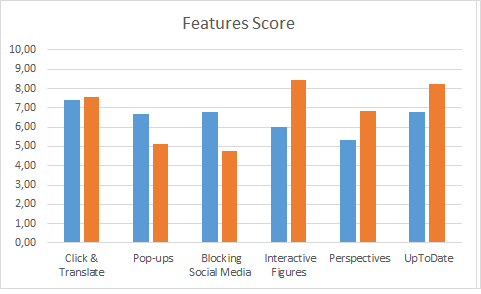 Features Score
10,00
9,00
8,00
7,00
6,00
5,00
4,00
3,00
2,00
1,00
0,00
Click &
Translate
Pop-ups
Blocking
Social Media
Interactive
Figures
Perspectives
UpToDate